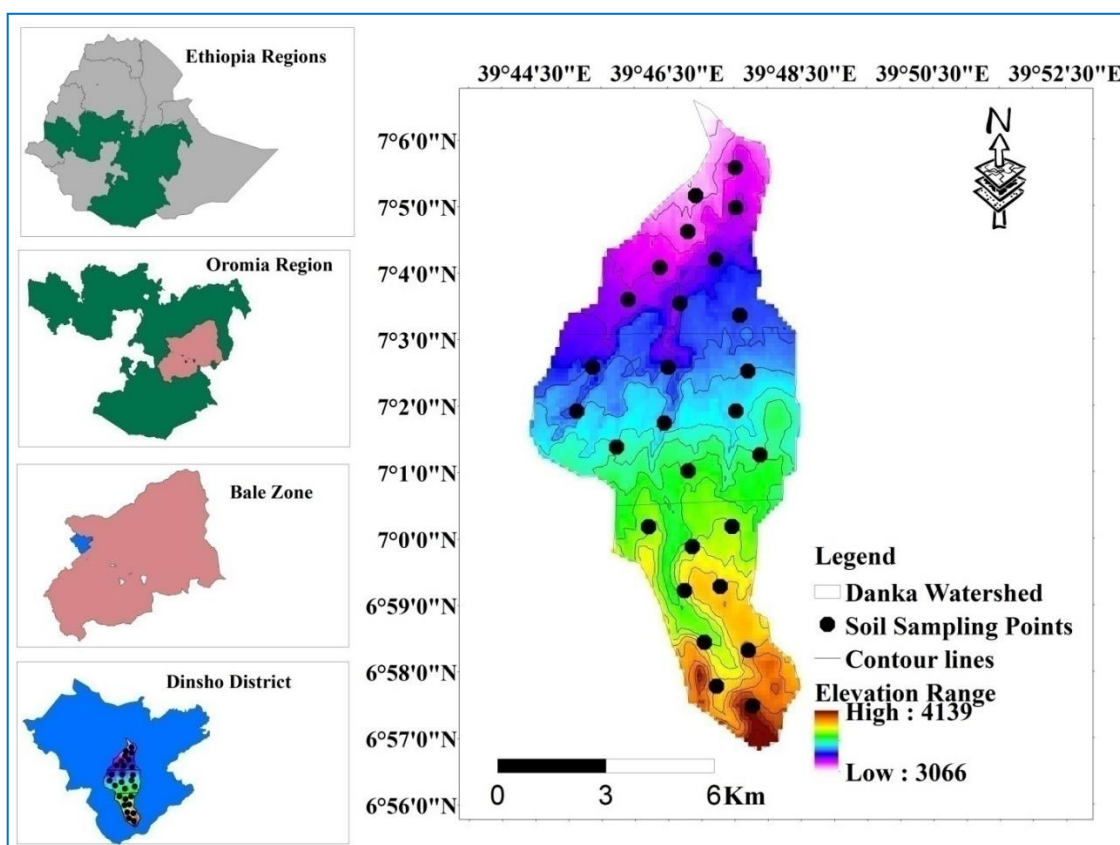 Ethiopia Regions
Oromia Region
Bale Zone
Dinsho District
39°44'30"E 39°46'30"E 39°48'30"E 39°50'30"E 39°52'30"E
7°6'0"N
7°5'0"N
7°4'0"N
7°3'0"N
7°2'0"N
7°1'0"N
7°0'0"N
6°59'0"N
6°58'0"N
6°57'0"N
6°56'0"N
N
Legend
Danka Watershed
Soil Sampling Points
Contour lines
Elevation Range
High : 4139
Low : 3066
0 3 6 Km